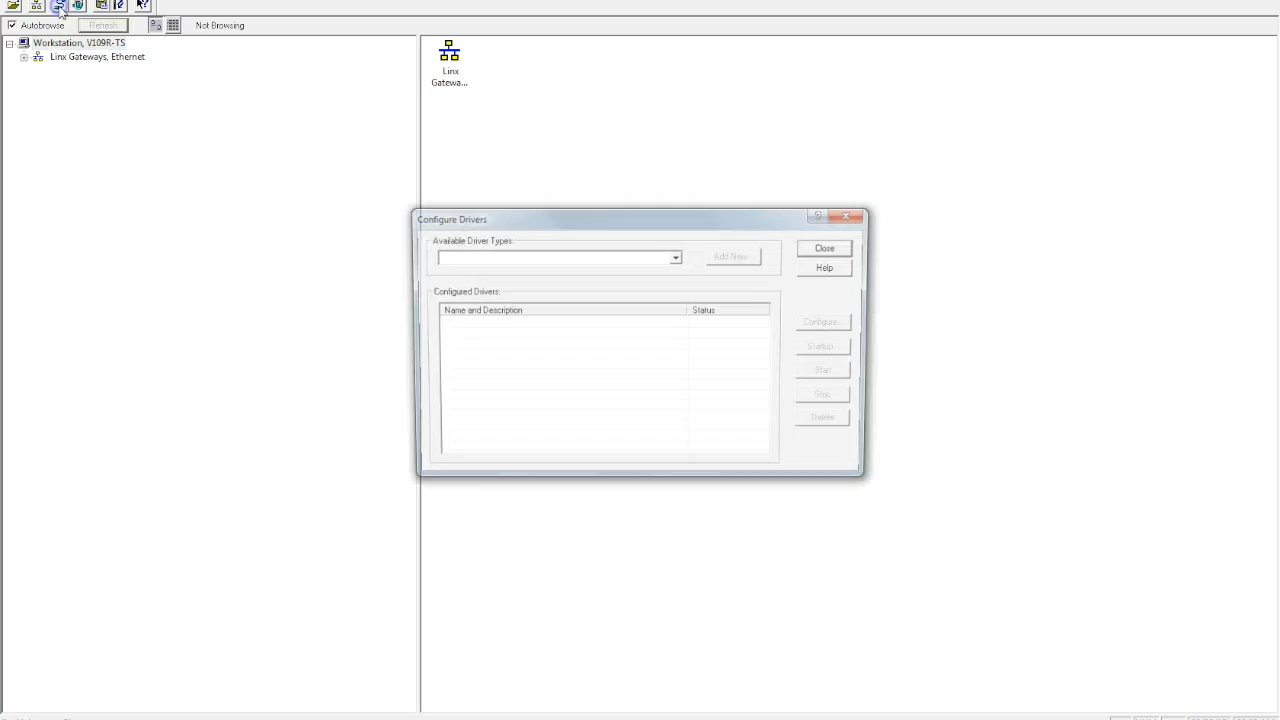 Autobrowse Refresh Not Browsing
Workstation, V109R-TS
Linx Gateways, Ethernet
Linx
Gatewa...
Configure Drivers
Available Driver Types:
Close
Add New...
Help
Configured Drivers:
Name and Description Status
Configure...
Startup...
Start
Stop
Delete